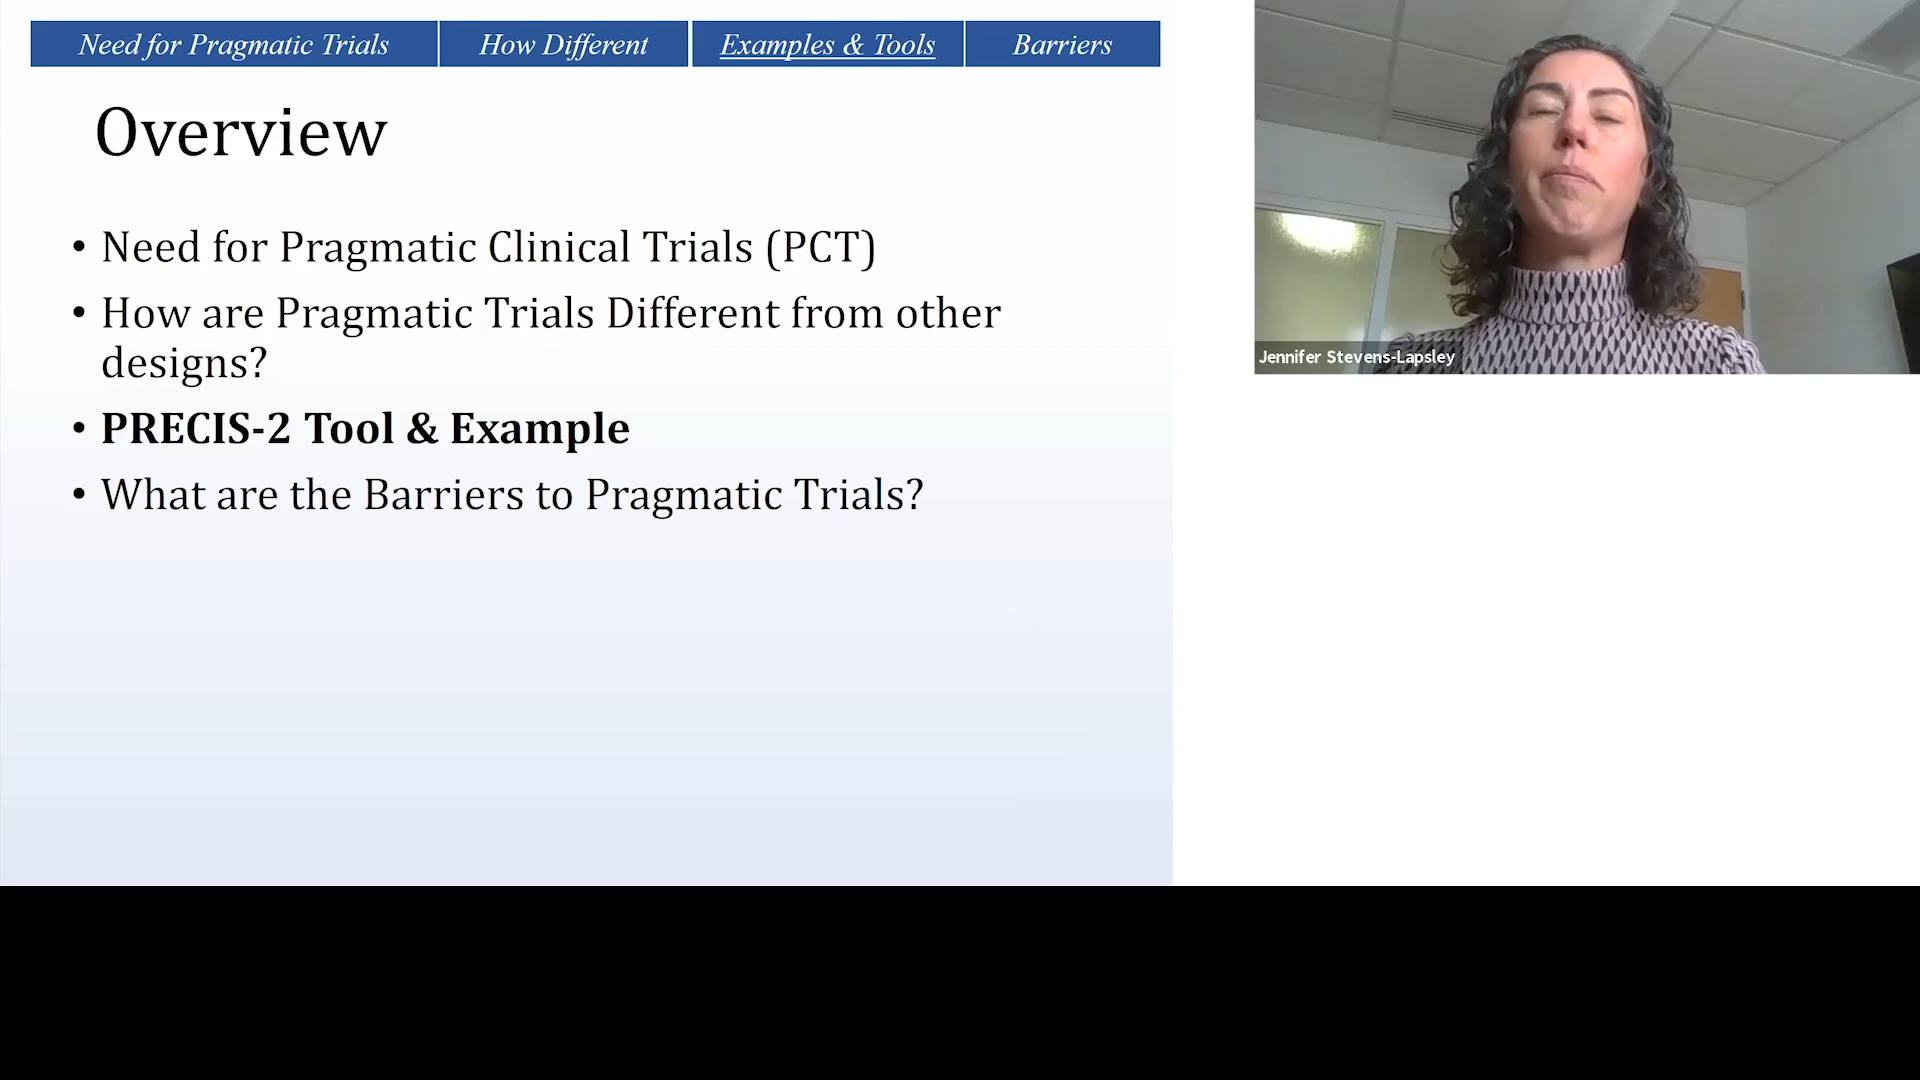 Need for Pragmatic Trials
How Different
Examples & Tools
Barriers
Overview
• Need for Pragmatic Clinical Trials (PCT)
• How are Pragmatic Trials Different from other
designs?
• PRECIS-2 Tool & Example
• What are the Barriers to Pragmatic Trials?
Jennifer Stevens-Lapsley